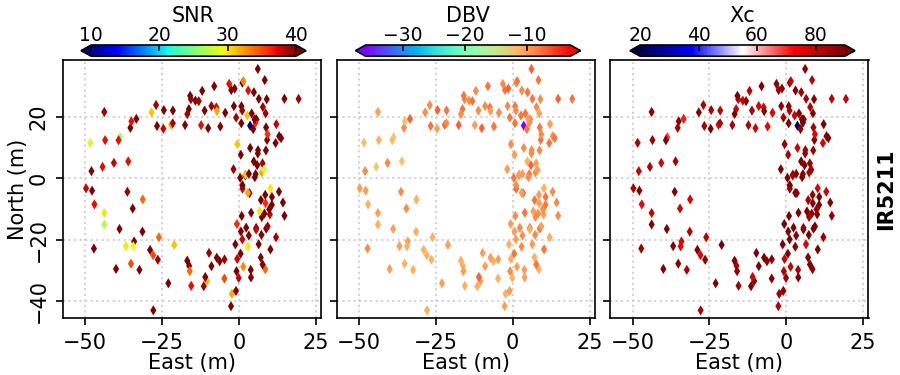 SNR DBV Xc
10 20 30 40 −30 −20 −10 20 40 60 80
20
0
−20
−40
North (m)
−50 −25 0 25 −50 −25 0 25 −50 −25 0 25
East (m) East (m) East (m)
IR5211